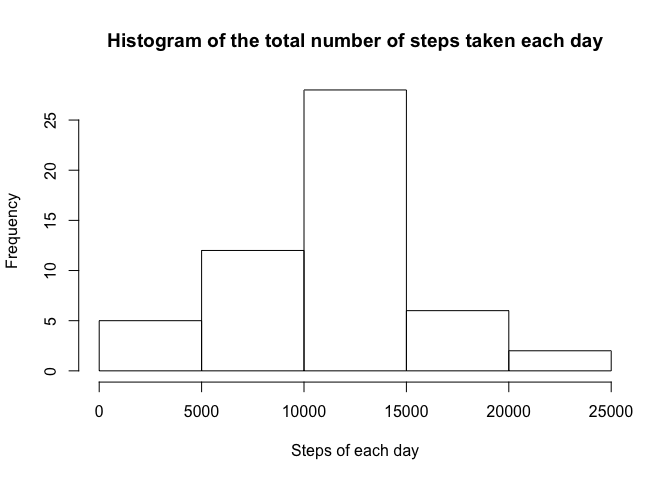 Histogram of the total number of steps taken each day
Frequency
25
20
15
10
5
0
0 5000 10000 15000 20000 25000
Steps of each day